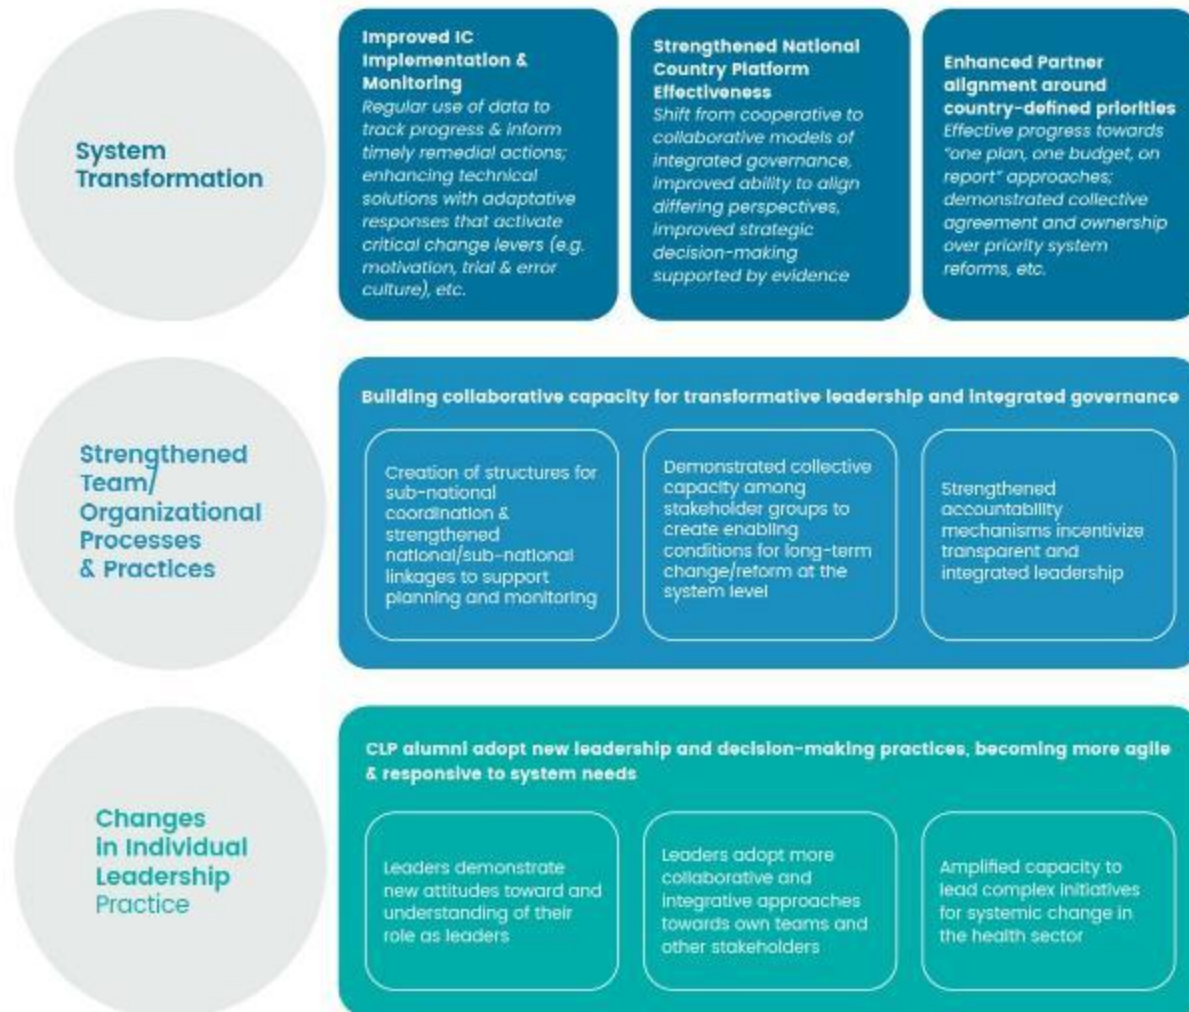 System
Transformation
Improved IC
Implementation &
Monitoring
Regular use of data to
track progress & inform
timely remedial actions;
enhancing technical
solutions with adaptative
responses that activate
critical change levers (e.g.
motivation, trial & error
culture), etc.
Strengthened National
Country Platform
Effectiveness
Shift from cooperative to
collaborative models of
integrated governance,
improved ability to align
differing perspectives,
improved strategic
decision-making
supported by evidence
Enhanced Partner
alignment around
country-defined priorities
Effective progress towards
"one plan, one budget, on
report" approaches;
demonstrated collective
agreement and ownership
over priority system
reforms, etc.
Strengthened
Team/
Organizational
Processes
& Practices
Building collaborative capacity for transformative leadership and integrated governance
Creation of structures for
sub-national
coordination &
strengthened
national/sub-national
linkages to support
planning and monitoring
Demonstrated collective
capacity among
stakeholder groups to
create enabling
conditions for long-term
change/reform at the
system level
Strengthened
accountability
mechanisms incentivize
transparent and
integrated leadership
Changes
in Individual
Leadership
Practice
CLP alumni adopt new leadership and decision-making practices, becoming more agile
& responsive to system needs
Leaders demonstrate
new attitudes toward and
understanding of their
role as leaders
Leaders adopt more
collaborative and
integrative approaches
towards own teams and
other stakeholders
Amplified capacity to
lead complex initiatives
for systemic change in
the health sector